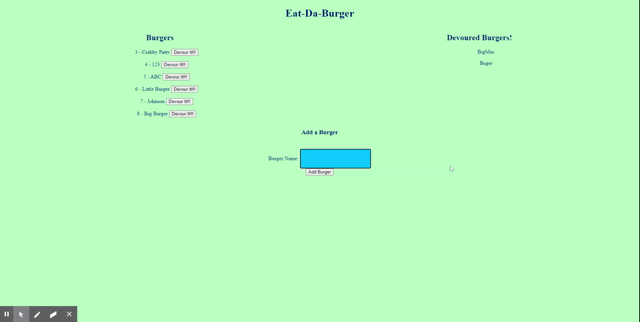 Eat-Da-Burger
Burgers
3 - Crabby Patty Devour It!!!
4 - 123 Devour It!!!
5 - ABC Devour It!!!
6 - Little Burger Devour It!!!
7 - Johnson Devour It!!!
8 - Big Burger Devour It!!!
Devoured Burgers!
BigMac
Buger
Add a Burger
Burger Name
Add Burger